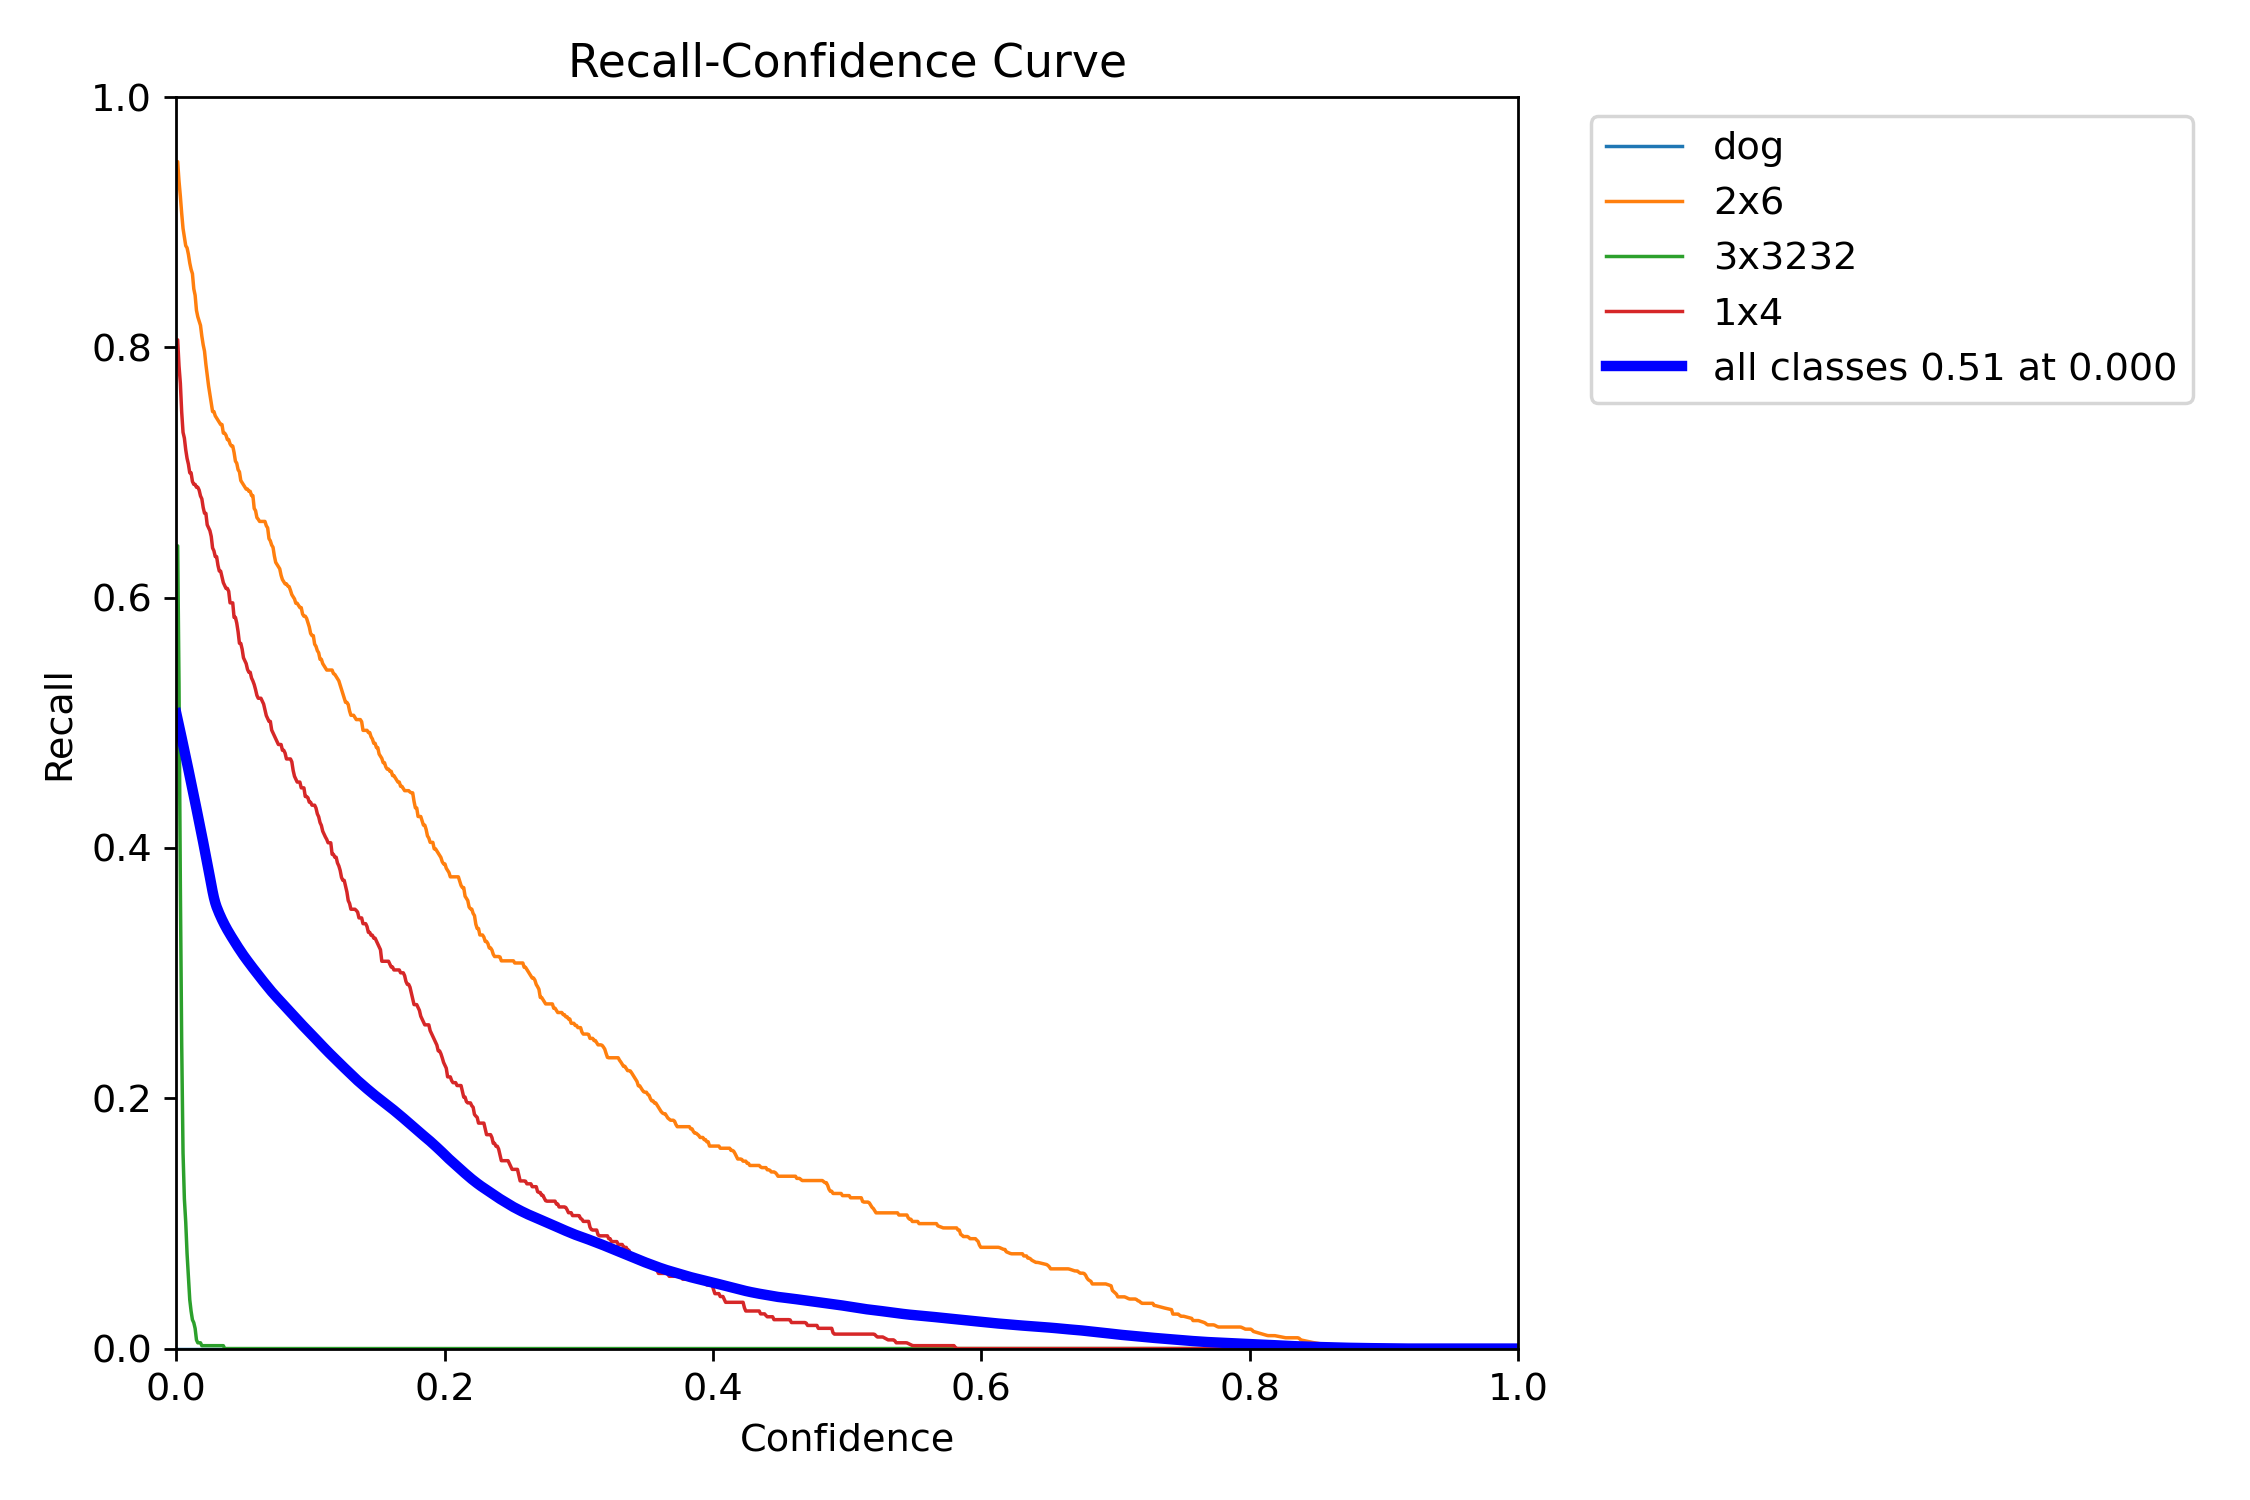 Recall-Confidence Curve
1.0
0.8
0.6
0.4
0.2
0.0
Recall
0.0 0.2 0.4 0.6 0.8 1.0
Confidence
dog
2x6
3x3232
1x4
all classes 0.51 at 0.000